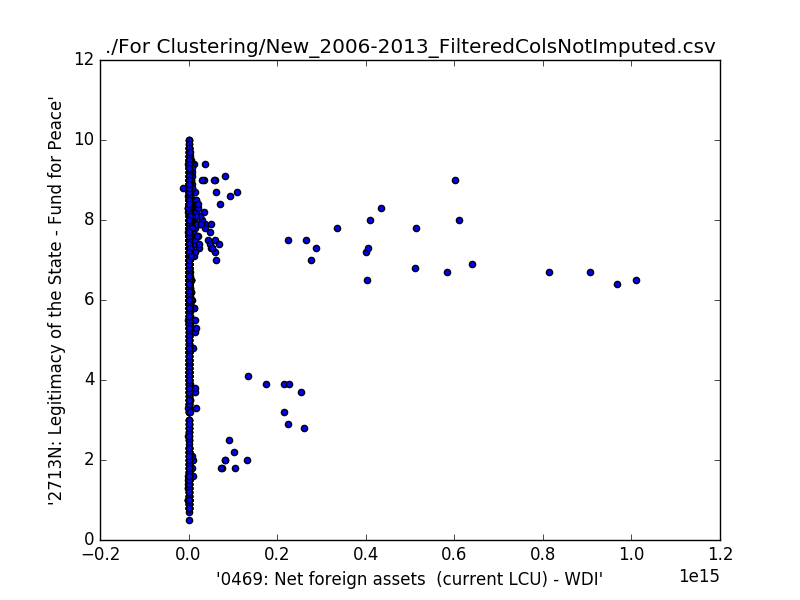 ./For Clustering/New_2006-2013_FilteredColsNotImputed.csv
'2713N: Legitimacy of the State - Fund for Peace'
12
10
8
6
4
2
0
−0.2 0.0 0.2 0.4 0.6 0.8 1.0 1.2
1e15
'0469: Net foreign assets  (current LCU) - WDI'